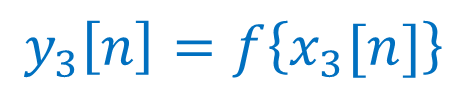 y₃[n] = f{x₃[n]}